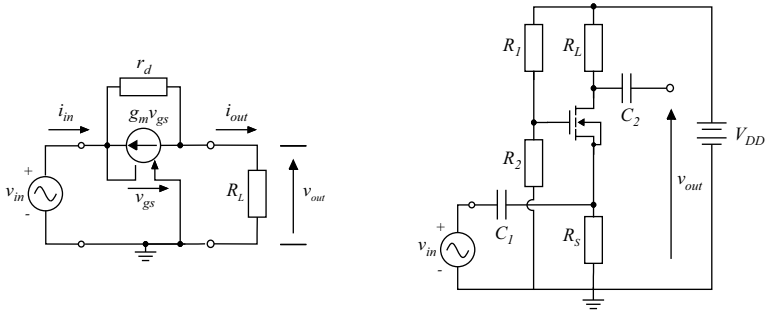 r_d
i_in
g_m v_gs
i_out
+
v_in
-
v_gs
R_L
v_out
R_1
R_L
C_2
R_2
V_DD
v_out
+
v_in
-
C_1
R_s